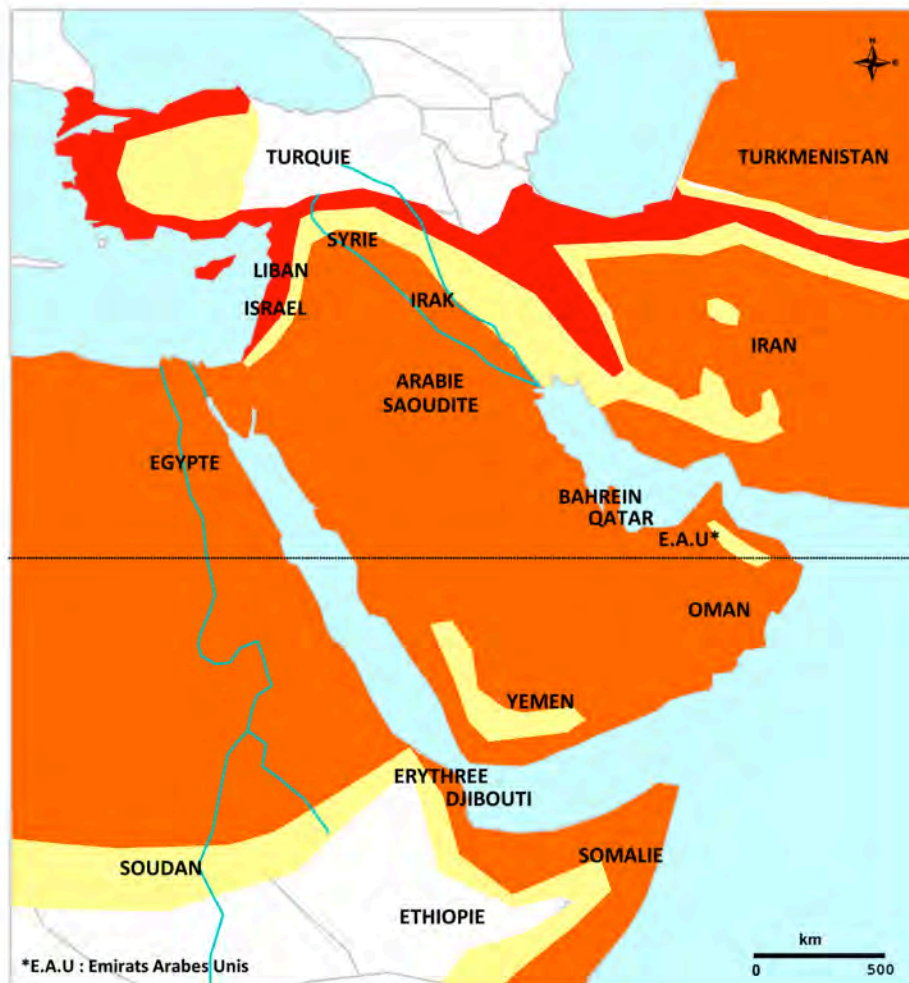 N
E
TURQUIE
TURKMENISTAN
SYRIE
LIBAN
ISRAEL
IRAK
IRAN
ARABIE
SAOUDITE
EGYPTE
BAHREIN
QATAR
E.A.U*
OMAN
YEMEN
ERYTHREE
DJIBOUTI
SOMALIE
SOUDAN
ETHIOPIE
km
0 500
*E.A.U : Emirats Arabes Unis